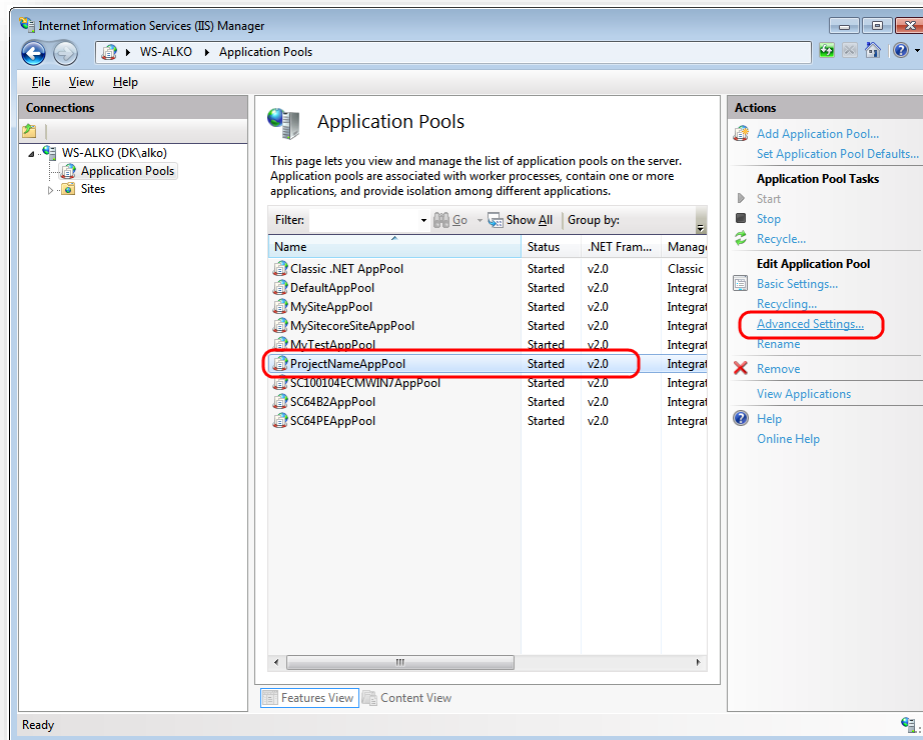 Internet Information Services (IIS) Manager
WS-ALKO Application Pools
File View Help
Connections
WS-ALKO (DK\alko)
Application Pools
Sites
Application Pools
This page lets you view and manage the list of application pools on the server.
Application pools are associated with worker processes, contain one or more
applications, and provide isolation among different applications.
Filter: Go Show All Group by:
Name Status .NET Fram... Manag
Classic .NET AppPool Started v2.0 Classic
DefaultAppPool Started v2.0 Integrat
MySiteAppPool Started v2.0 Integrat
MySitecoreSiteAppPool Started v2.0 Integrat
MyTestAppPool Started v2.0 Integrat
ProjectNameAppPool Started v2.0 Integrat
SC100104ECMWIN7AppPool Started v2.0 Integrat
SC64B2AppPool Started v2.0 Integrat
SC64PEAppPool Started v2.0 Integrat
Features View Content View
Actions
Add Application Pool...
Set Application Pool Defaults...
Application Pool Tasks
Start
Stop
Recycle...
Edit Application Pool
Basic Settings...
Recycling...
Advanced Settings...
Rename
Remove
View Applications
Help
Online Help
Ready